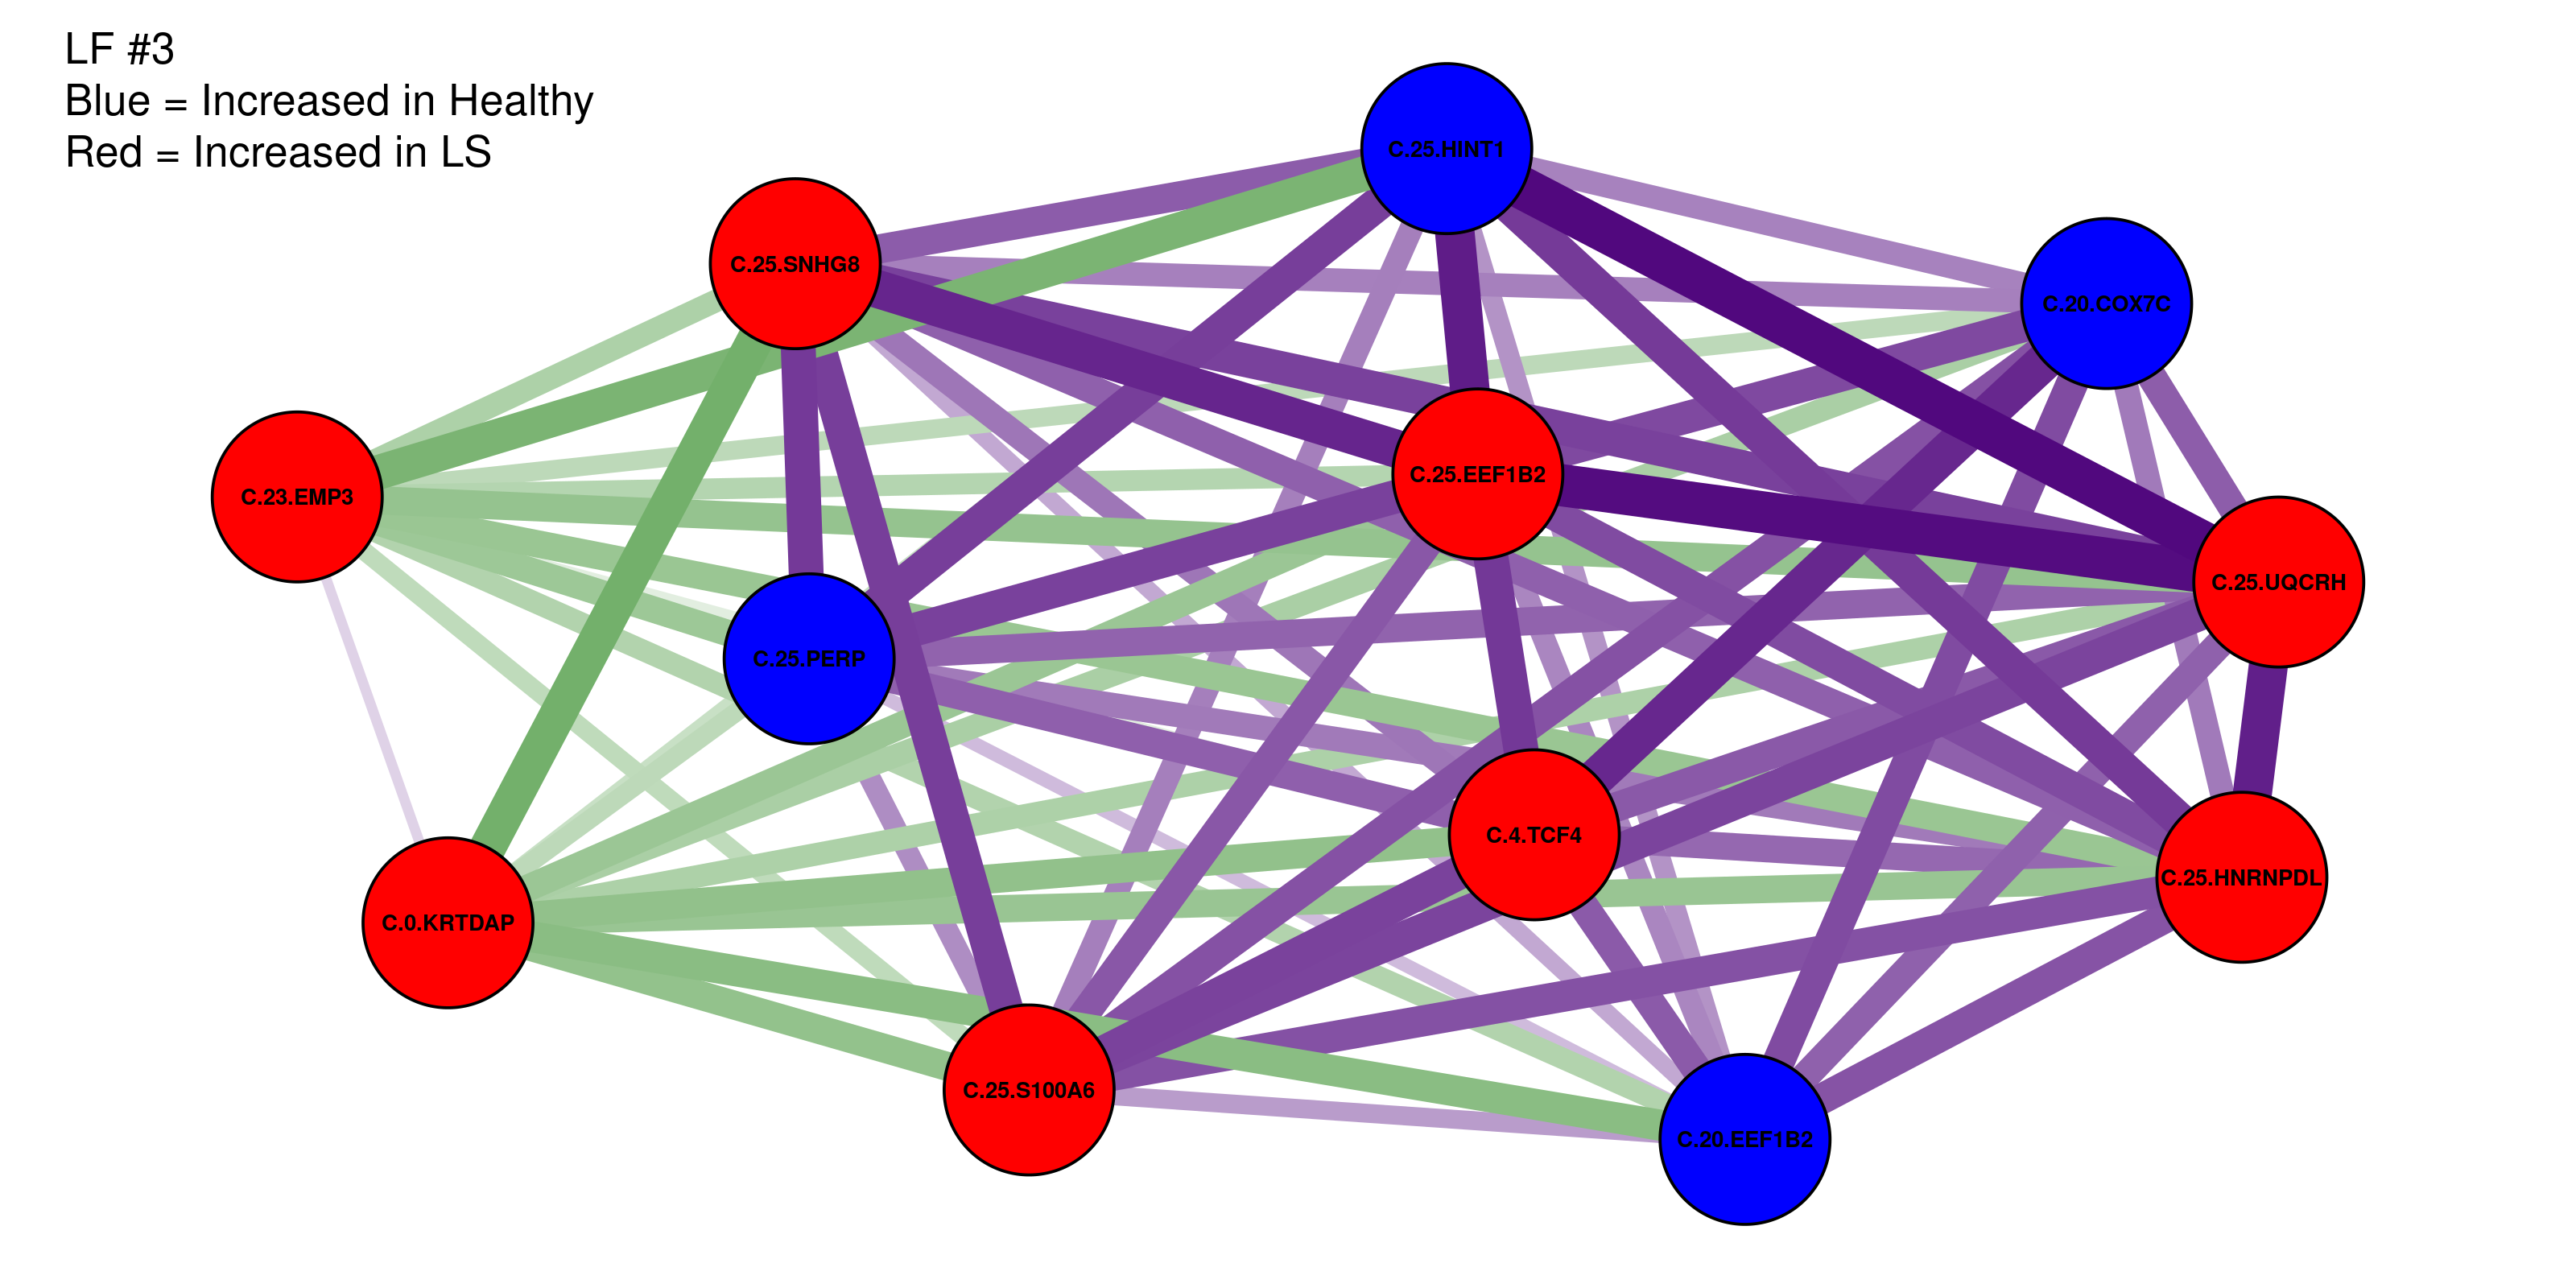 LF #3
Blue = Increased in Healthy
Red = Increased in LS
C.25.HINT1
C.25.SNHG8
C.20.COX7C
C.25.EEF1B2
C.23.EMP3
C.25.UQCRH
C.25.PERP
C.4.TCF4
C.25.HNRNPDL
C.0.KRTDAP
C.25.S100A6
C.20.EEF1B2